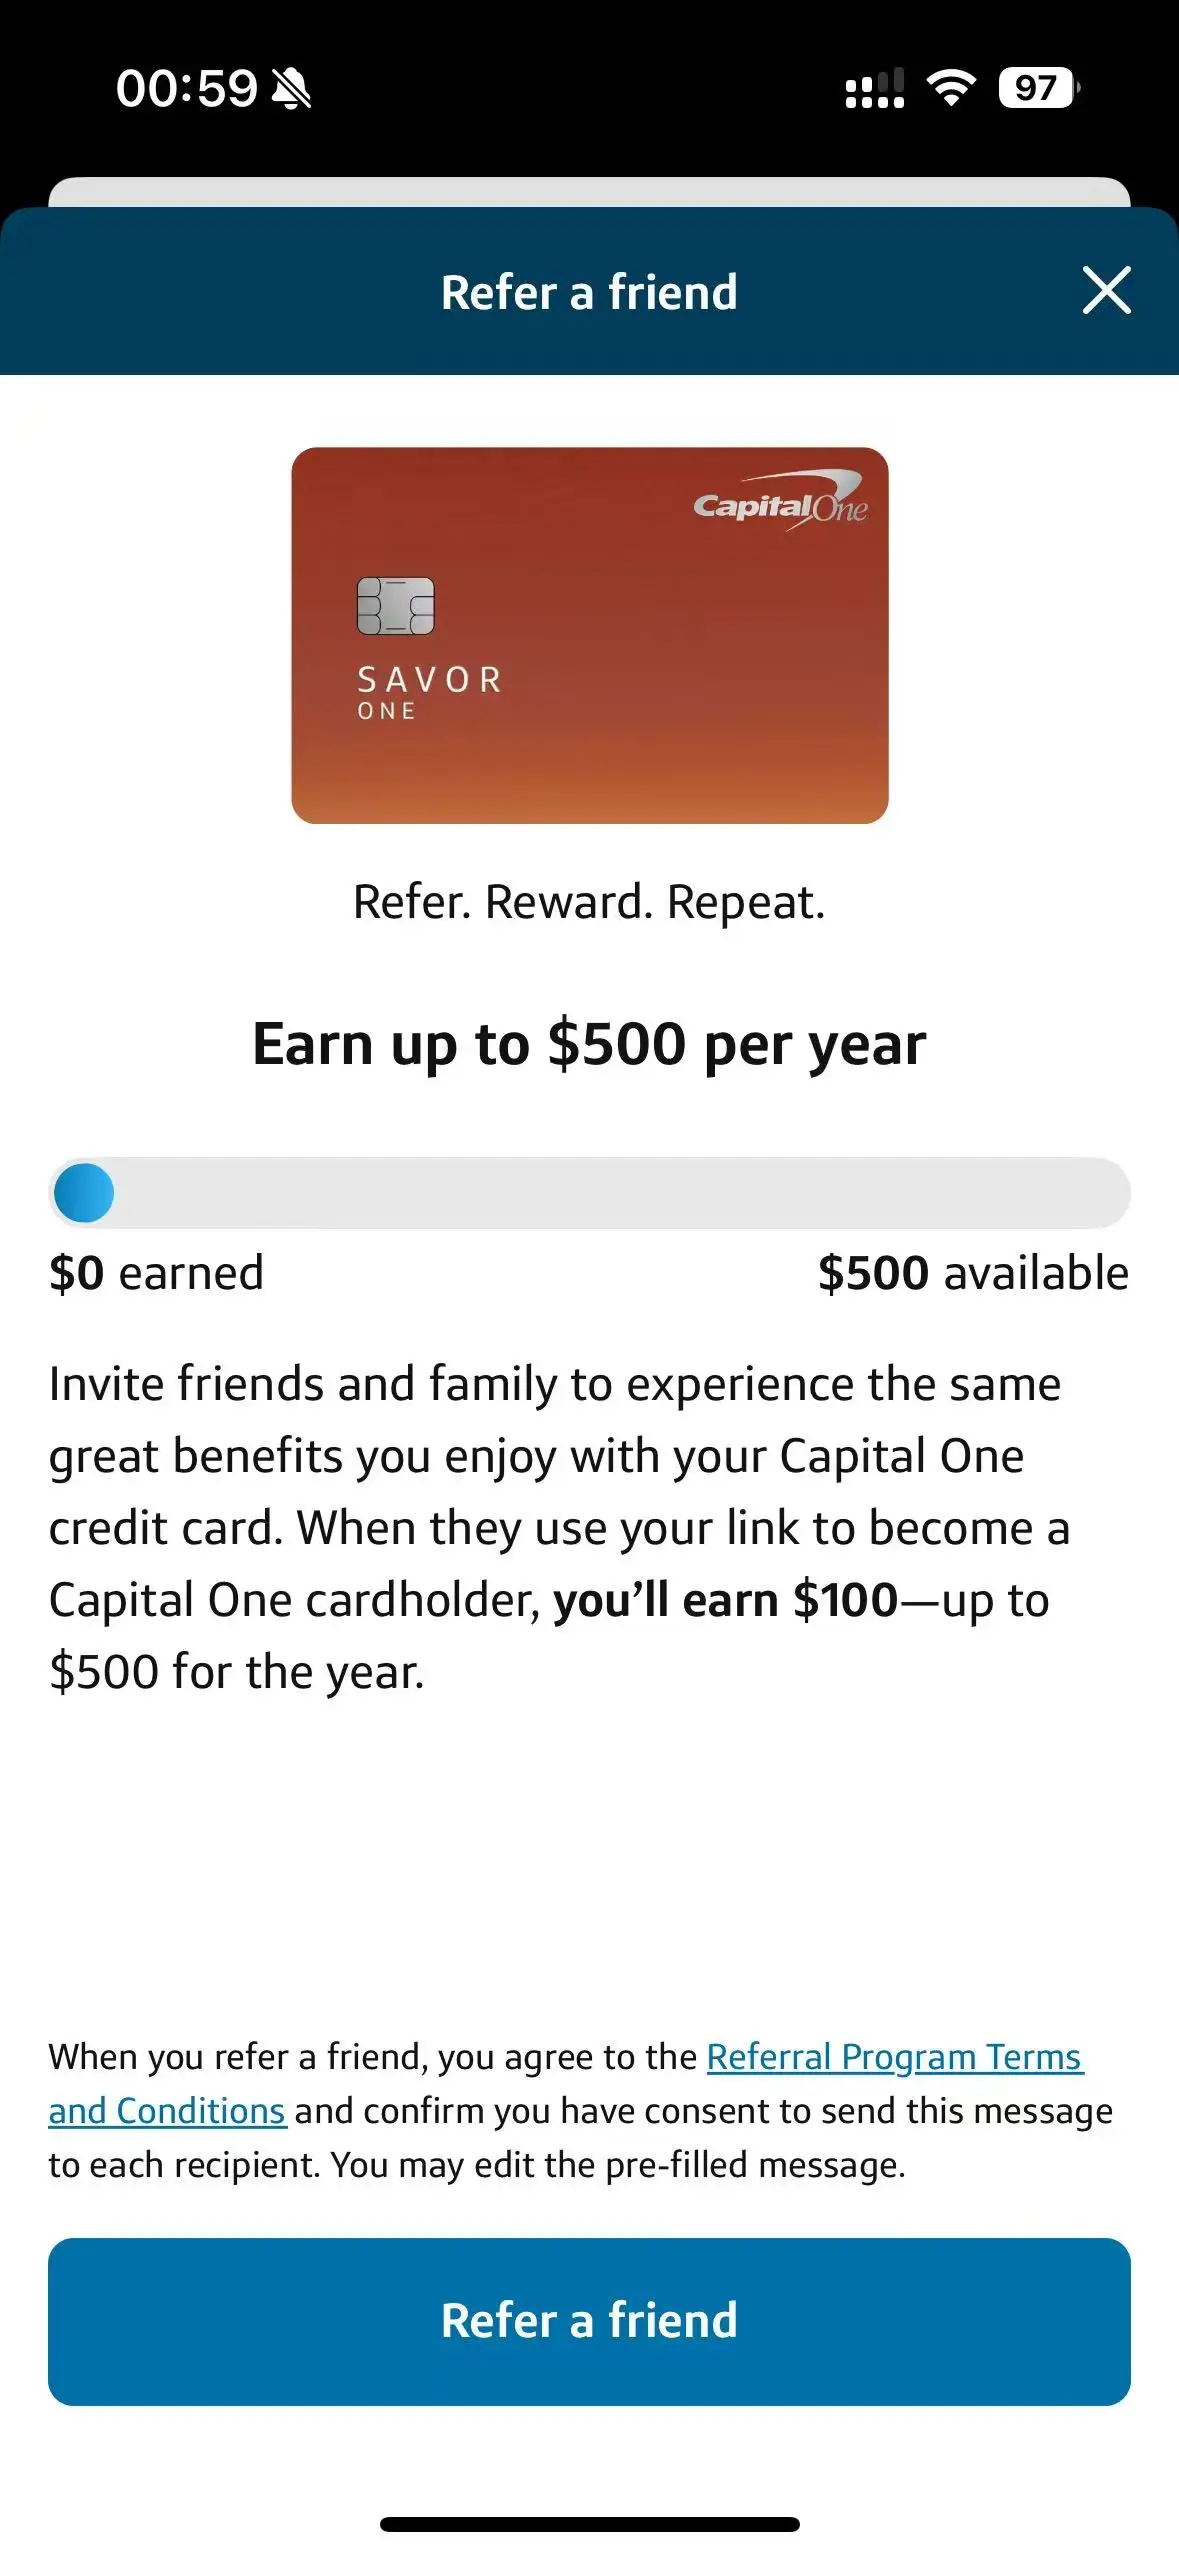 00:59
97
Refer a friend
CapitalOne
SAVOR
ONE
Refer. Reward. Repeat.
Earn up to $500 per year
$0 earned
$500 available
Invite friends and family to experience the same
great benefits you enjoy with your Capital One
credit card. When they use your link to become a
Capital One cardholder, you’ll earn $100—up to
$500 for the year.
When you refer a friend, you agree to the Referral Program Terms
and Conditions and confirm you have consent to send this message
to each recipient. You may edit the pre-filled message.
Refer a friend